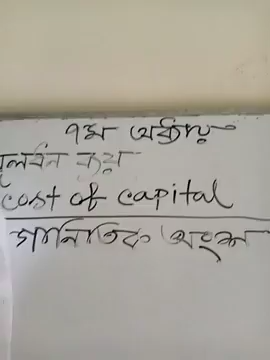 ৭ম অধ্যায়
মূলধন ব্যয়
cost of capital
গানিতিক অংশ